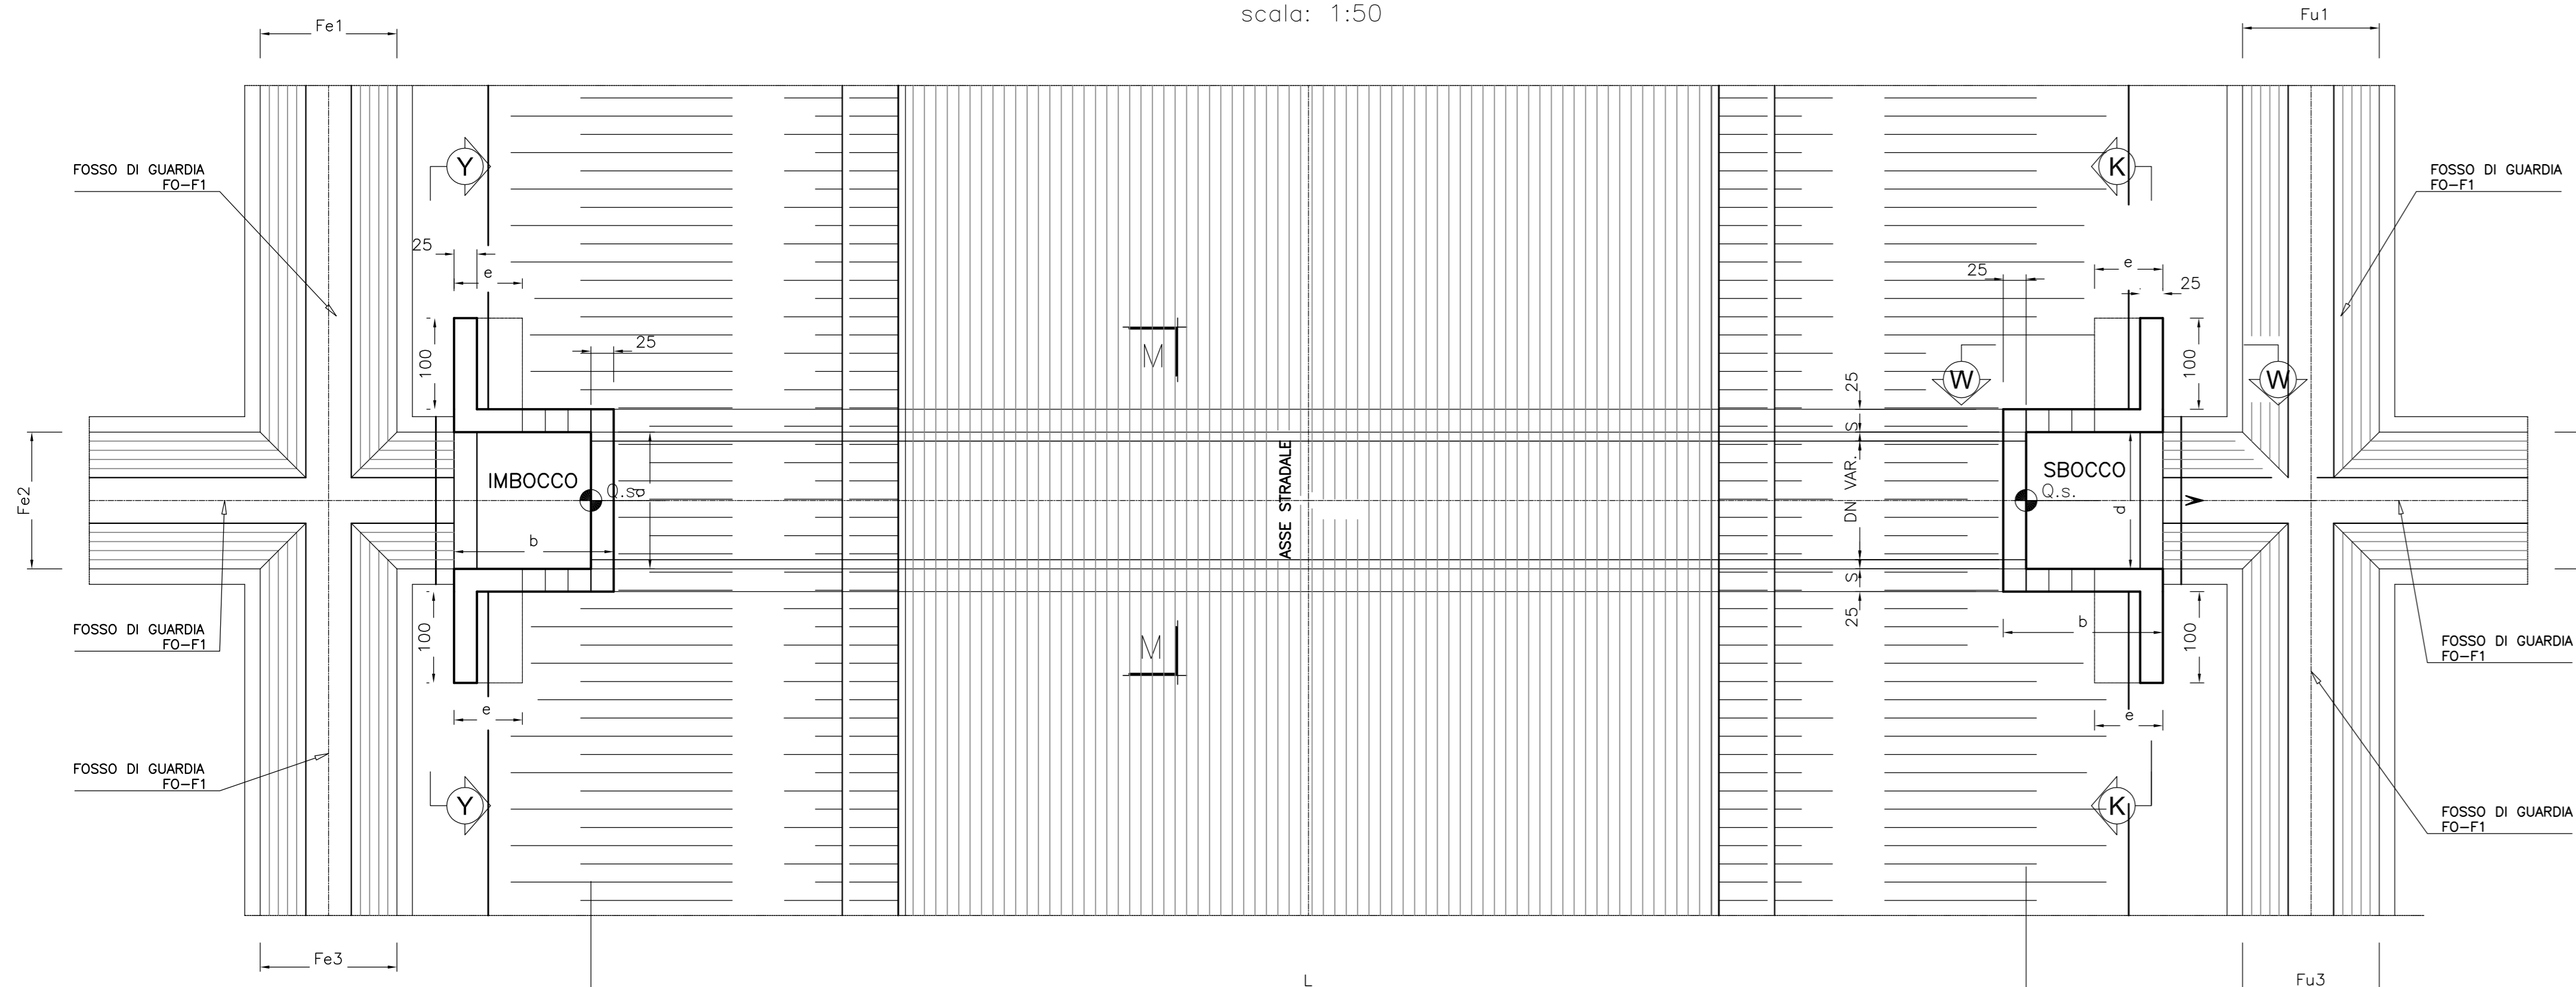 scala: 1:50
Fe1
Fu1
FOSSO DI GUARDIA
FO-F1
Y
K
FOSSO DI GUARDIA
FO-F1
25
e
25
e
25
100
25
M
W
100
W
25
S
Fe2
IMBOCCO
Q.s.
d
ASSE STRADALE
DN VAR.
SBOCCO
Q.s.
d
b
S
25
b
FOSSO DI GUARDIA
FO-F1
100
M
100
FOSSO DI GUARDIA
FO-F1
e
e
FOSSO DI GUARDIA
FO-F1
Y
K
FOSSO DI GUARDIA
FO-F1
Fe3
L
Fu3